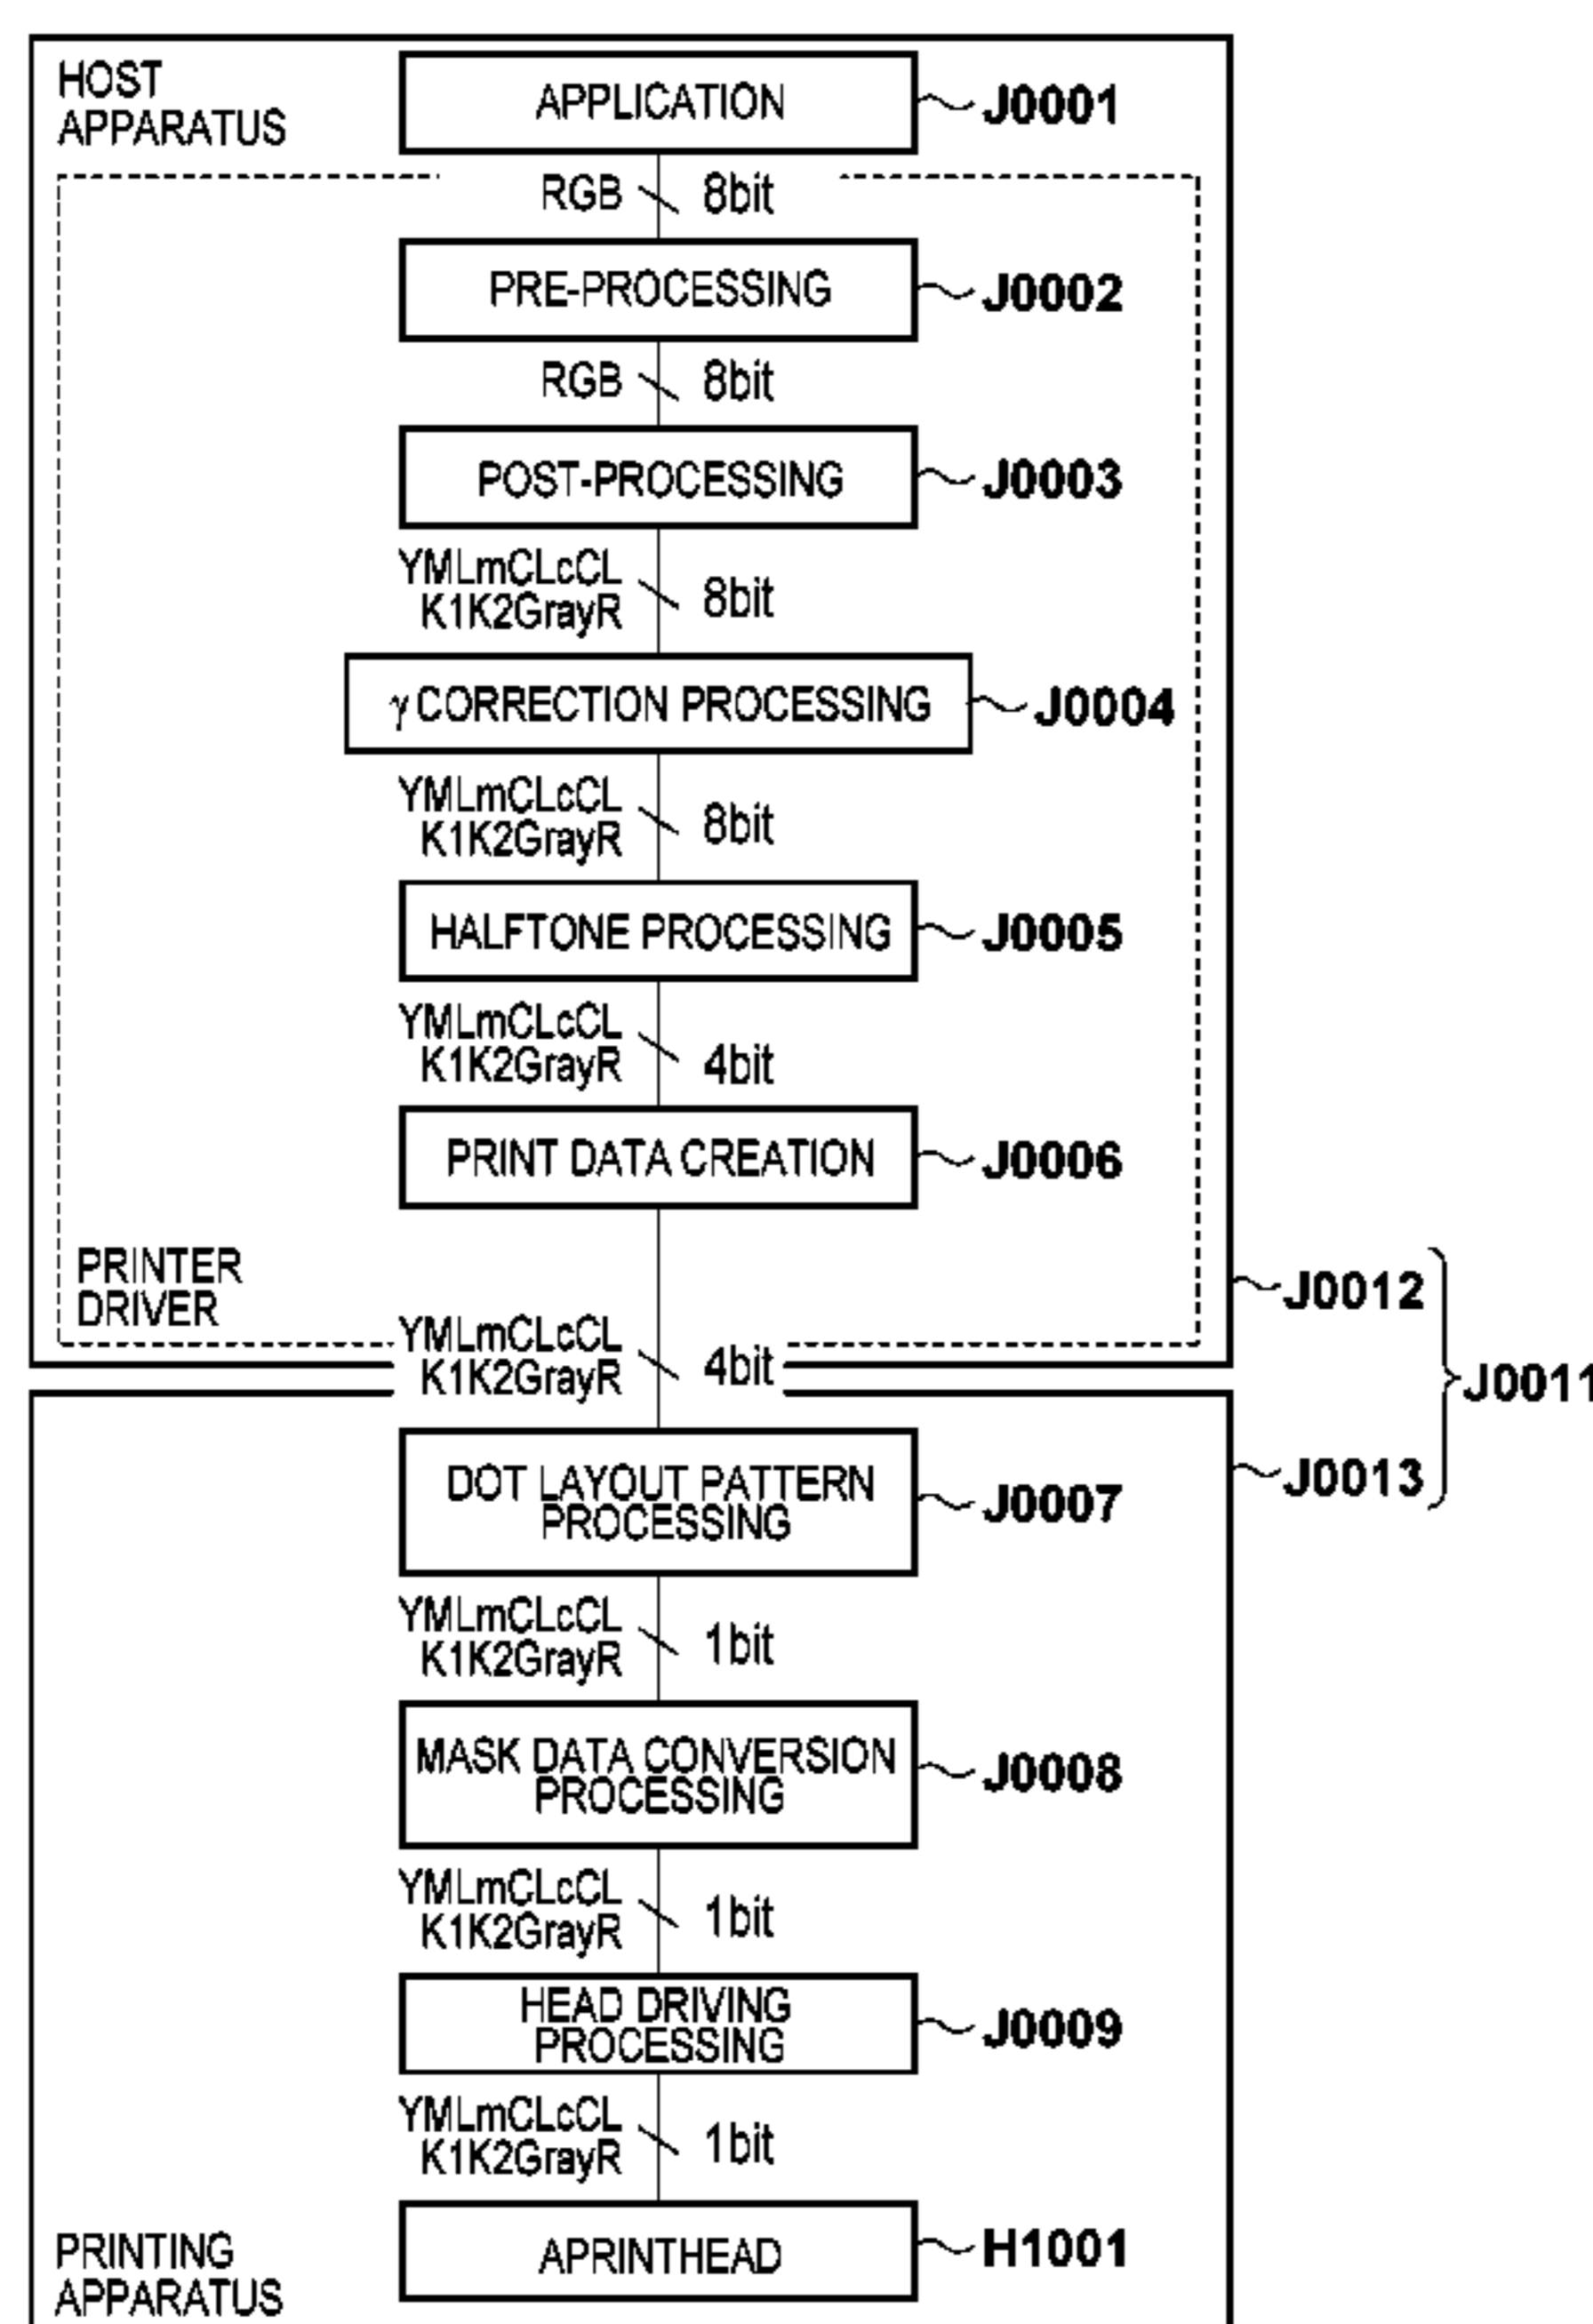 HOST
APPARATUS
APPLICATION
J0001
RGB 8bit
PRE-PROCESSING
J0002
RGB 8bit
POST-PROCESSING
J0003
YMLmCLcCL
K1K2GrayR
8bit
γ CORRECTION PROCESSING
J0004
YMLmCLcCL
K1K2GrayR
8bit
HALFTONE PROCESSING
J0005
YMLmCLcCL
K1K2GrayR
4bit
PRINT DATA CREATION
J0006
PRINTER
DRIVER
J0012
YMLmCLcCL
K1K2GrayR
4bit
J0011
DOT LAYOUT PATTERN
PROCESSING
J0007
J0013
YMLmCLcCL
K1K2GrayR
1bit
MASK DATA CONVERSION
PROCESSING
J0008
YMLmCLcCL
K1K2GrayR
1bit
HEAD DRIVING
PROCESSING
J0009
YMLmCLcCL
K1K2GrayR
1bit
APRINTHEAD
H1001
PRINTING
APPARATUS